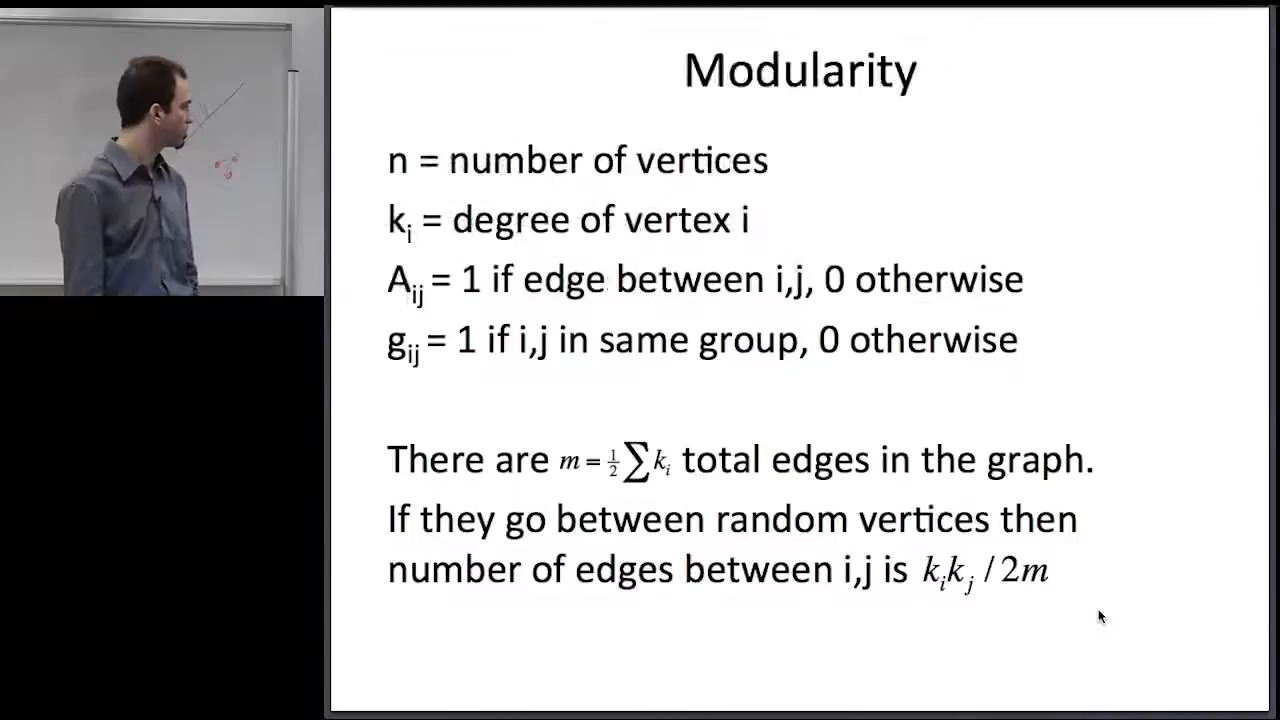 Modularity
n = number of vertices
kᵢ = degree of vertex i
Aᵢⱼ = 1 if edge between i,j, 0 otherwise
gᵢⱼ = 1 if i,j in same group, 0 otherwise
There are m = ½∑kᵢ total edges in the graph.
If they go between random vertices then
number of edges between i,j is kᵢkⱼ / 2m